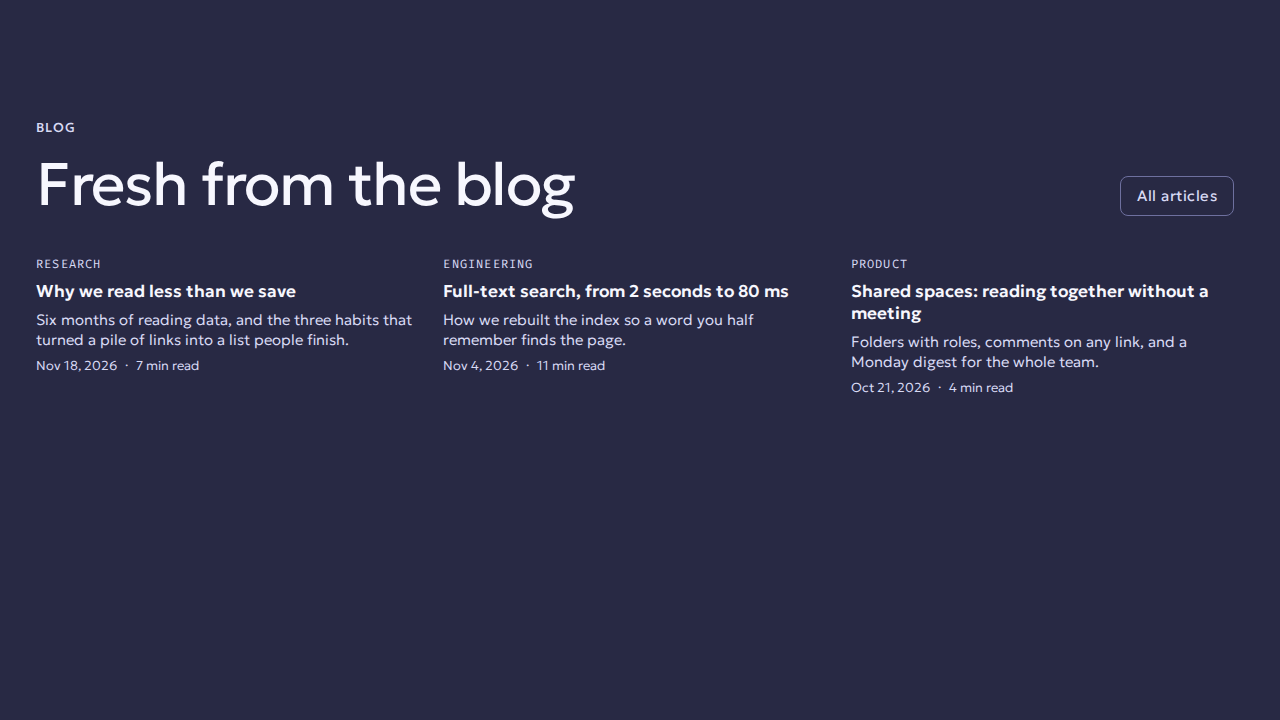 BLOG
Fresh from the blog
All articles
RESEARCH
Why we read less than we save
Six months of reading data, and the three habits that
turned a pile of links into a list people finish.
Nov 18, 2026 · 7 min read
ENGINEERING
Full-text search, from 2 seconds to 80 ms
How we rebuilt the index so a word you half
remember finds the page.
Nov 4, 2026 · 11 min read
PRODUCT
Shared spaces: reading together without a
meeting
Folders with roles, comments on any link, and a
Monday digest for the whole team.
Oct 21, 2026 · 4 min read